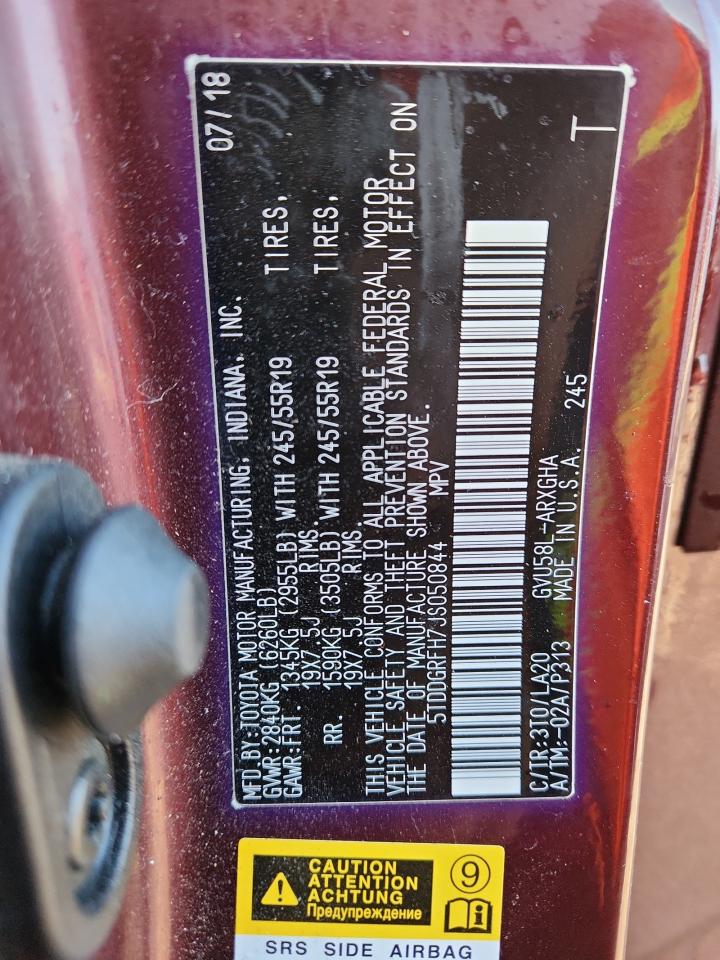 07/18
MFD BY:TOYOTA MOTOR MANUFACTURING, INDIANA, INC.
GVWR:2840KG (6260LB)
GAWR:FRT. 1345KG (2955LB) WITH 245/55R19 TIRES,
19X7.5J RIMS.
RR. 1590KG (3505LB) WITH 245/55R19 TIRES,
19X7.5J RIMS.
THIS VEHICLE CONFORMS TO ALL APPLICABLE FEDERAL MOTOR
VEHICLE SAFETY AND THEFT PREVENTION STANDARDS IN EFFECT ON
THE DATE OF MANUFACTURE SHOWN ABOVE.
5TDDGRFH7JS050844 MPV
C/TR:3T0/LA20 GVU58L-ARXGHA
A/TM:-02A/P313 MADE IN U.S.A. 245
T
CAUTION
ATTENTION
ACHTUNG
Предупреждение
9
i
SRS SIDE AIRBAG